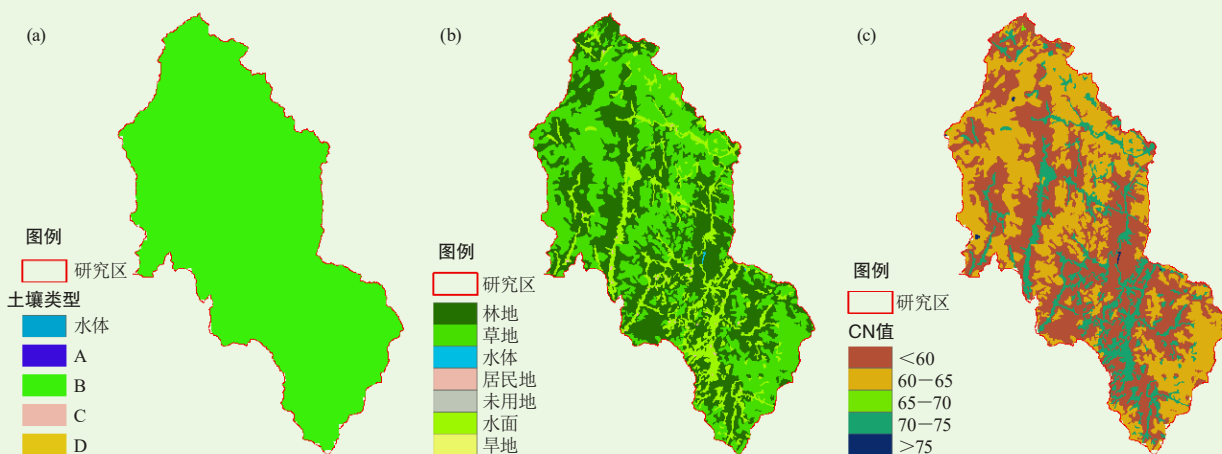 (a)
图例
研究区
土壤类型
水体
A
B
C
D
(b)
图例
研究区
林地
草地
水体
居民地
未用地
水面
旱地
(c)
图例
研究区
CN值
＜60
60－65
65－70
70－75
＞75